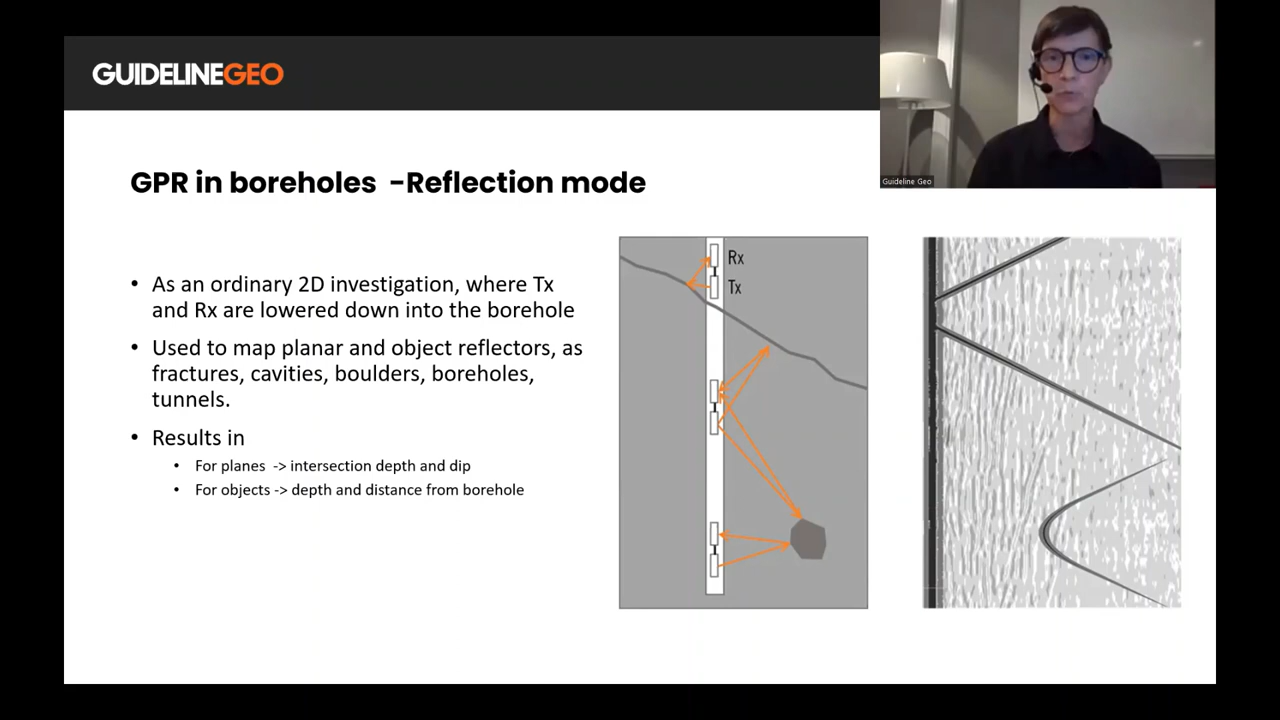 GUIDELINEGEO
Guideline Geo
GPR in boreholes -Reflection mode
• As an ordinary 2D investigation, where Tx
and Rx are lowered down into the borehole
• Used to map planar and object reflectors, as
fractures, cavities, boulders, boreholes,
tunnels.
• Results in
• For planes -> intersection depth and dip
• For objects -> depth and distance from borehole
Rx
Tx